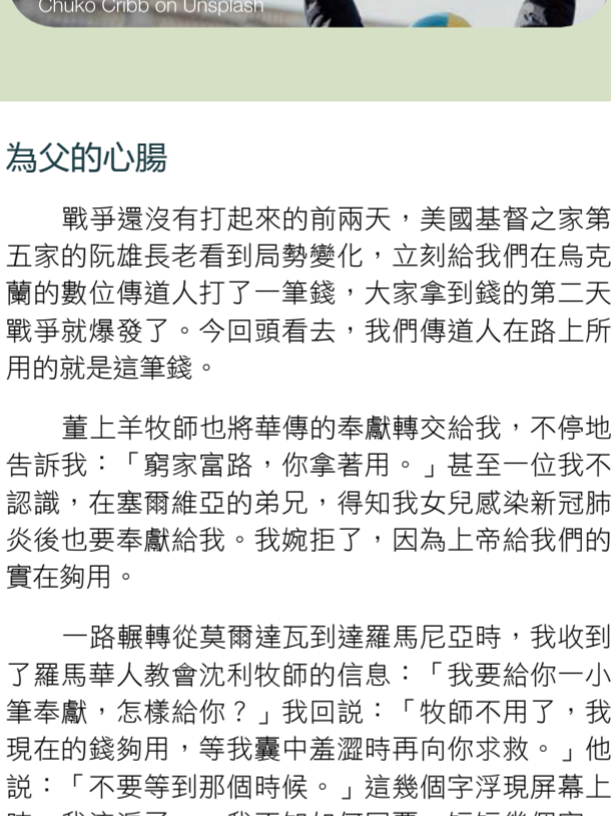 Chuko Cribb on Unsplash
為父的心腸
戰爭還沒有打起來的前兩天，美國基督之家第
五家的阮雄長老看到局勢變化，立刻給我們在烏克
蘭的數位傳道人打了一筆錢，大家拿到錢的第二天
戰爭就爆發了。今回頭看去，我們傳道人在路上所
用的就是這筆錢。
董上羊牧師也將華傳的奉獻轉交給我，不停地
告訴我：「窮家富路，你拿著用。」甚至一位我不
認識，在塞爾維亞的弟兄，得知我女兒感染新冠肺
炎後也要奉獻給我。我婉拒了，因為上帝給我們的
實在夠用。
一路輾轉從莫爾達瓦到達羅馬尼亞時，我收到
了羅馬華人教會沈利牧師的信息：「我要給你一小
筆奉獻，怎樣給你？」我回説：「牧師不用了，我
現在的錢夠用，等我囊中羞澀時再向你求救。」他
説：「不要等到那個時候。」這幾個字浮現屏幕上